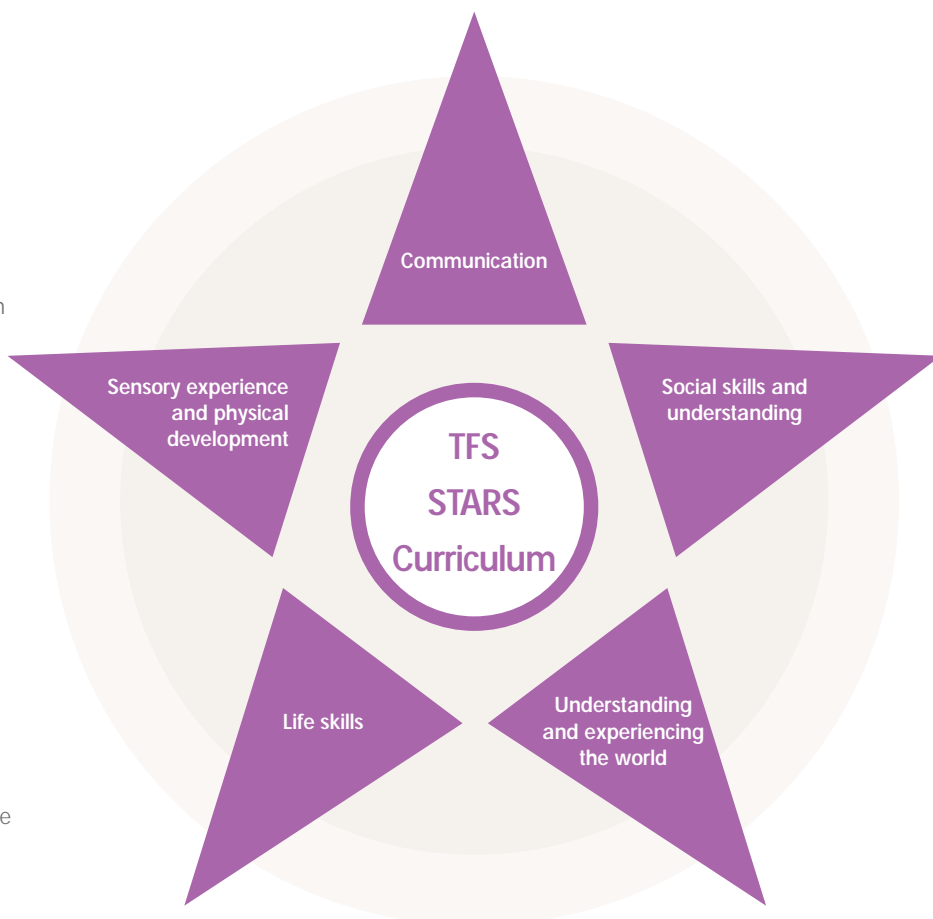 Communication
n
Sensory experience
and physical
development
Social skills and
understanding
TFS
STARS
Curriculum
Life skills
Understanding
and experiencing
the world
e